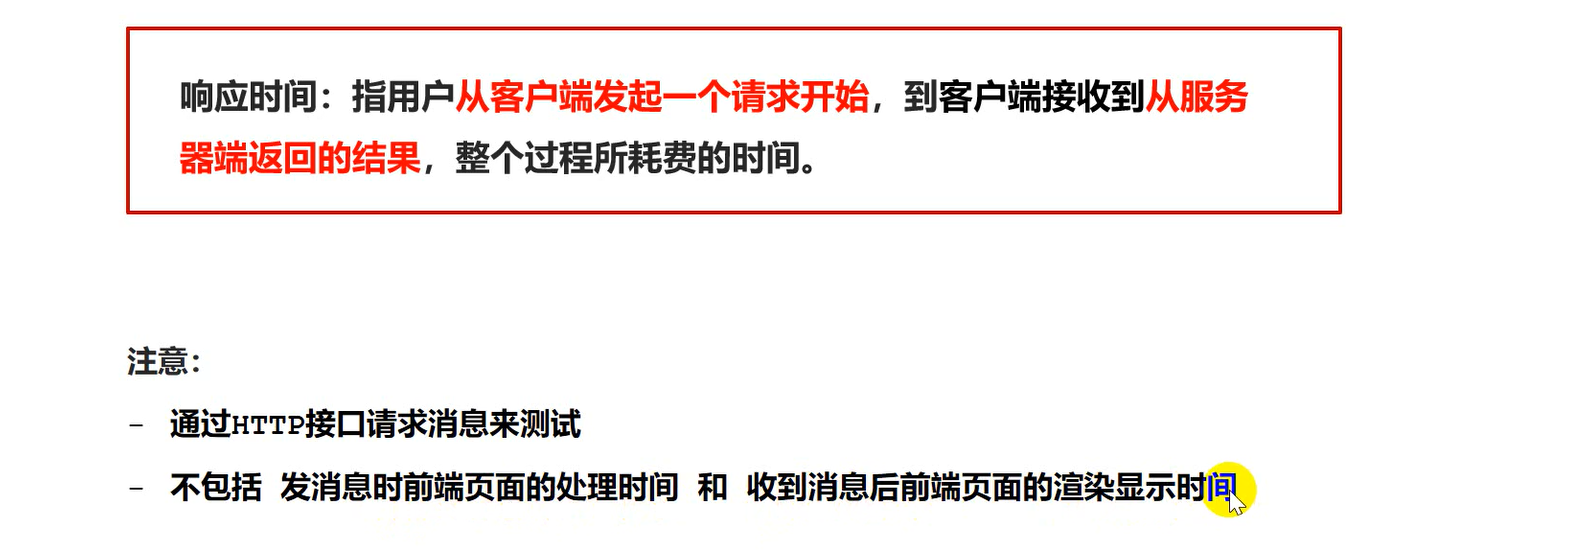 响应时间：指用户从客户端发起一个请求开始，到客户端接收到从服务
器端返回的结果，整个过程所耗费的时间。
注意：
- 通过HTTP接口请求消息来测试
- 不包括 发消息时前端页面的处理时间 和 收到消息后前端页面的渲染显示时间